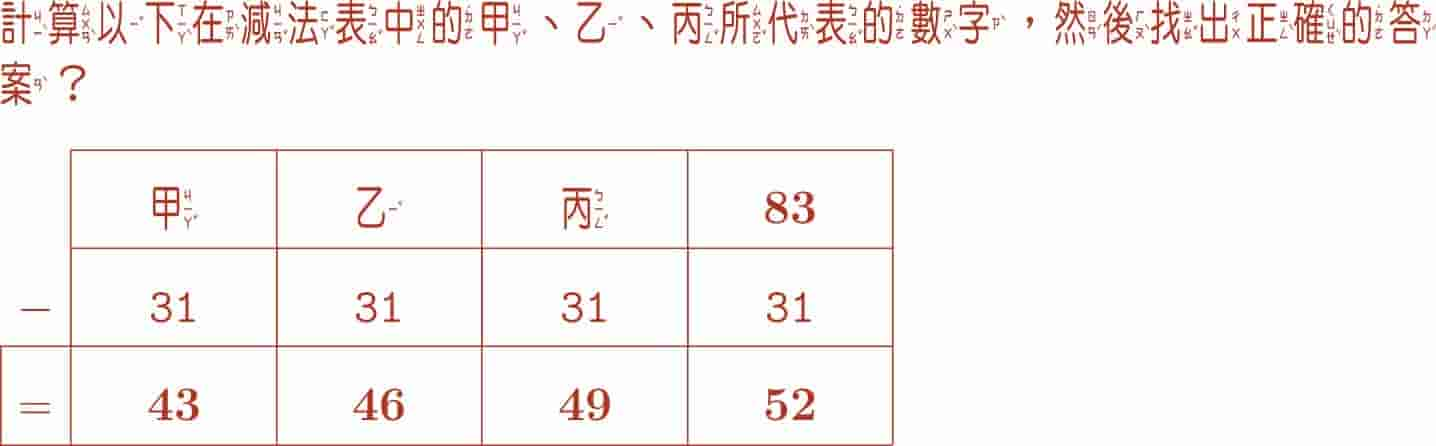 計算以下在減法表中的甲、乙、丙所代表的數字，然後找出正確的答
案？
甲 乙 丙 83
− 31 31 31 31
= 43 46 49 52